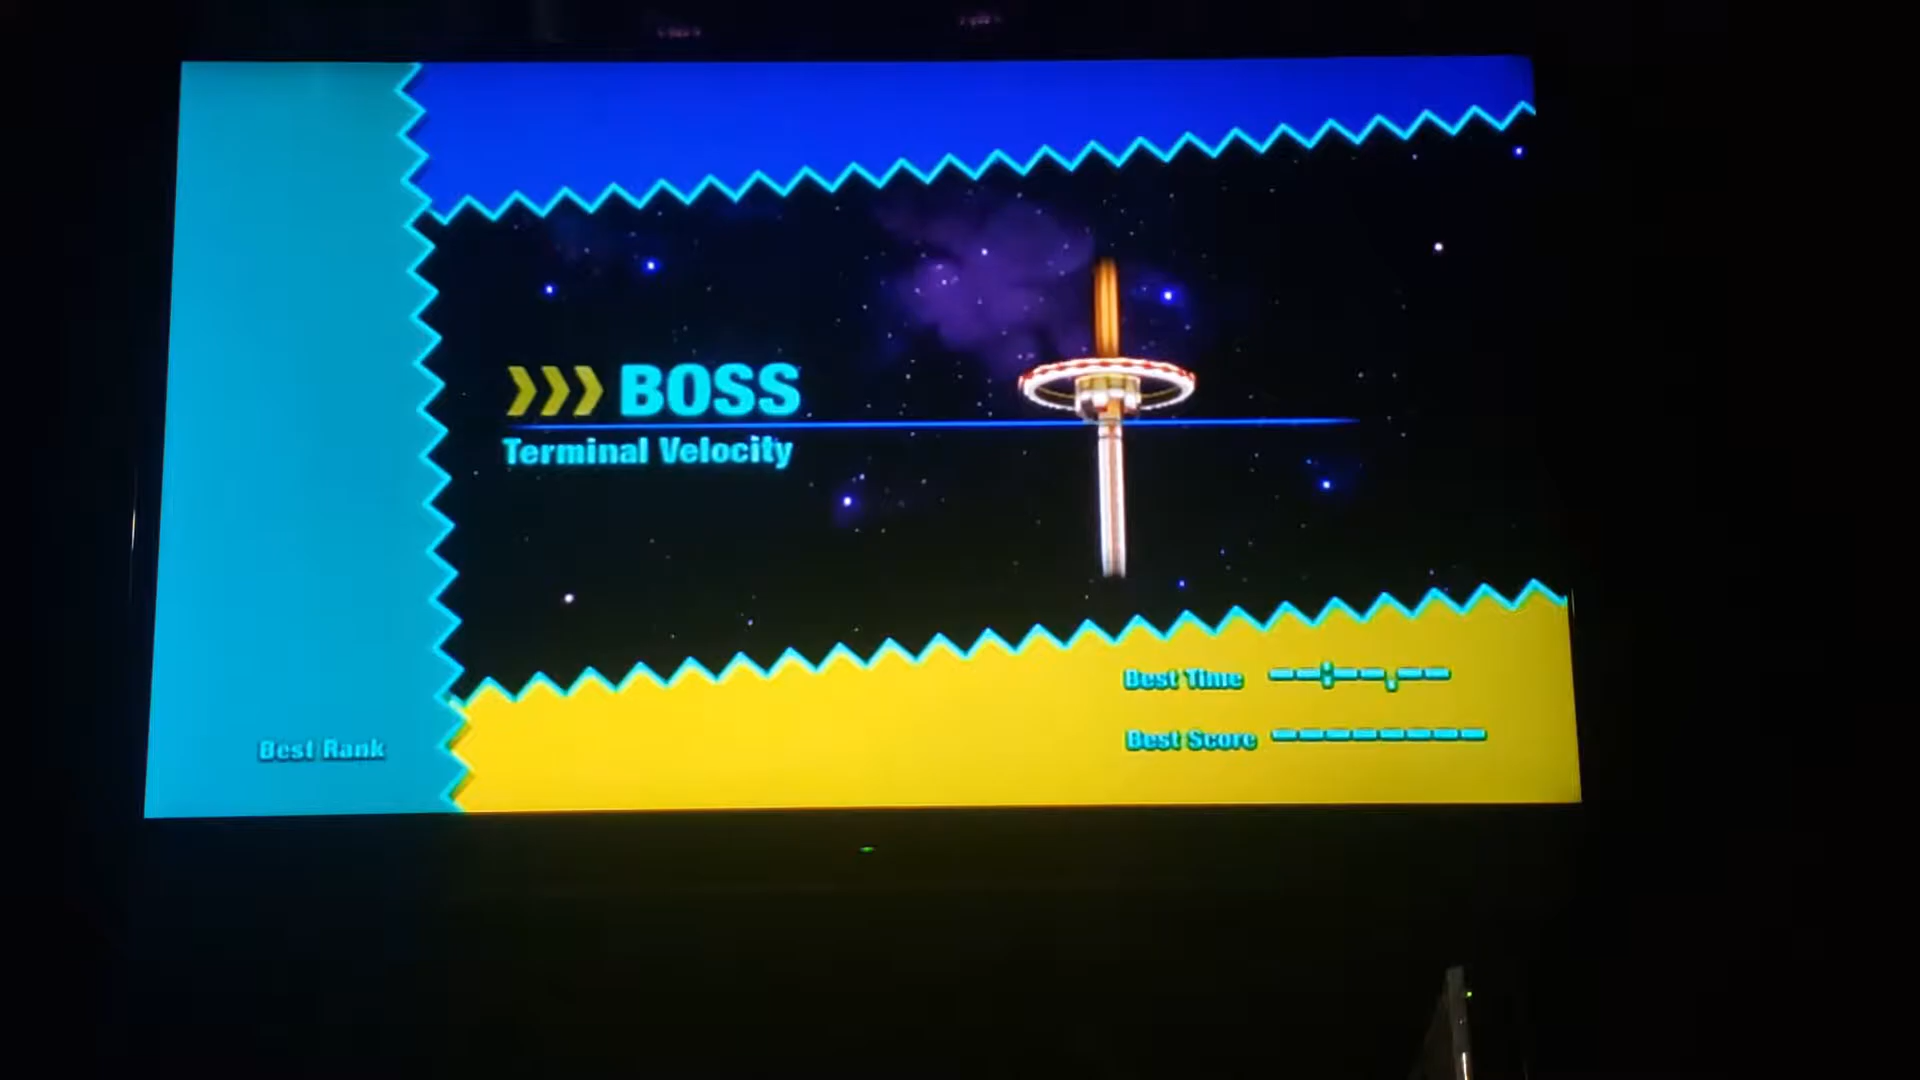 BOSS
Terminal Velocity
Best Time --:--.--
Best Score --------
Best Rank